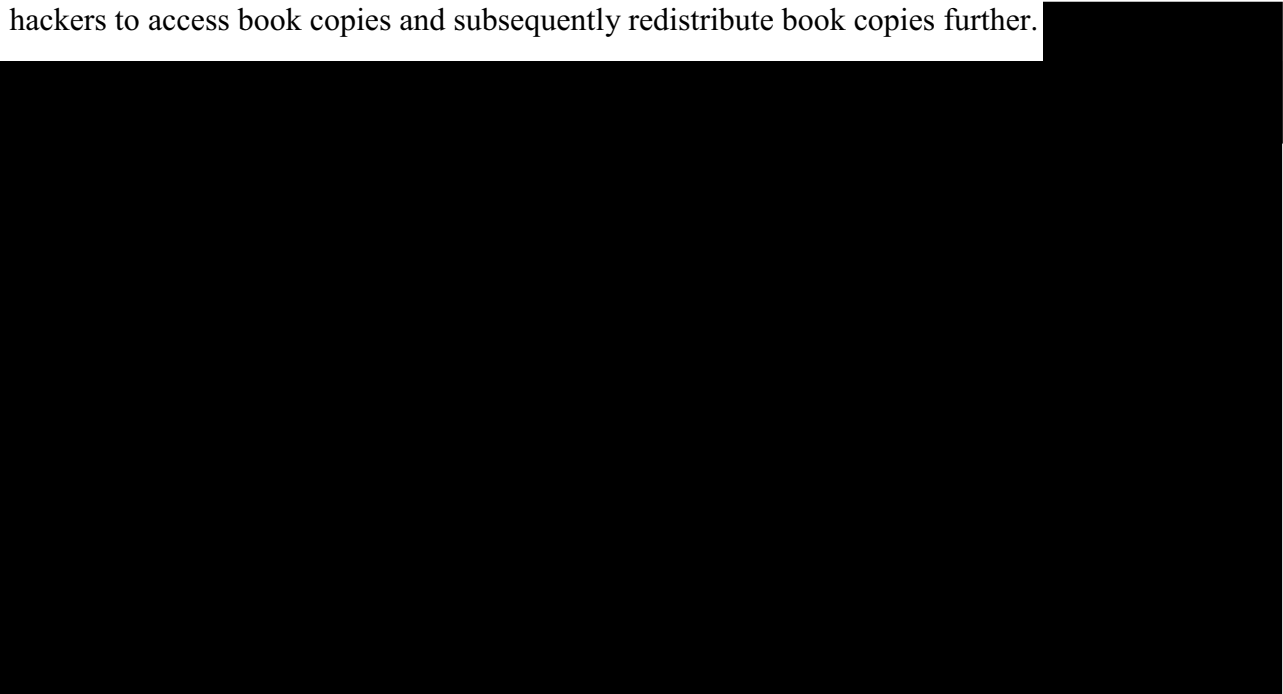 hackers to access book copies and subsequently redistribute book copies further.